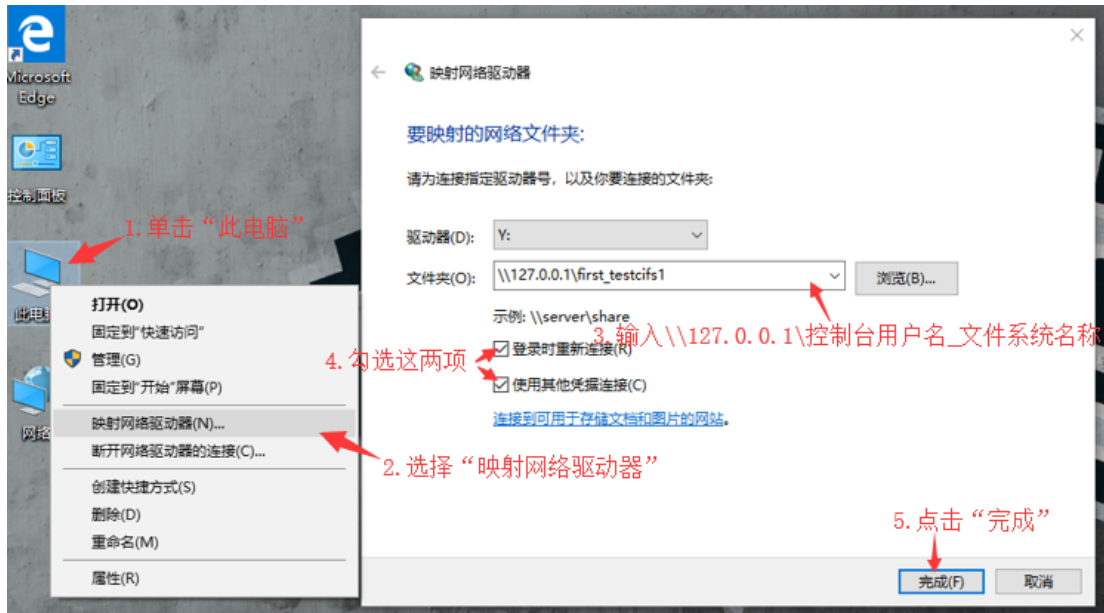 Microsoft
Edge
控制面板
1.单击“此电脑”
此电脑
网络
打开(O)
固定到"快速访问"
管理(G)
固定到"开始"屏幕(P)
映射网络驱动器(N)...
断开网络驱动器的连接(C)...
创建快捷方式(S)
删除(D)
重命名(M)
属性(R)
2.选择“映射网络驱动器”
映射网络驱动器
要映射的网络文件夹:
请为连接指定驱动器号，以及你要连接的文件夹:
驱动器(D):
Y:
文件夹(O):
\\127.0.0.1\first_testcifs1
浏览(B)...
示例: \\server\share
3.输入\\127.0.0.1\控制台用户名_文件系统名称
登录时重新连接(R)
4.勾选这两项
使用其他凭据连接(C)
连接到可用于存储文档和图片的网站。
5.点击“完成”
完成(F)
取消